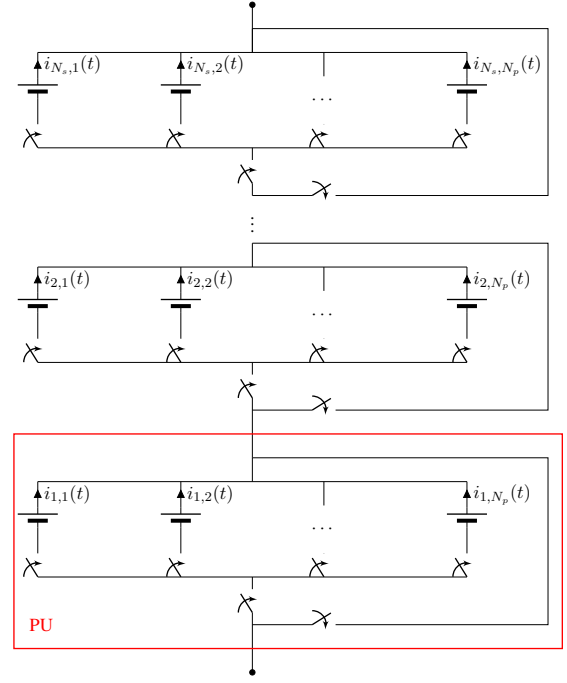 i_{N_s,1}(t) i_{N_s,2}(t) i_{N_s,N_p}(t)
...
⋮
i_{2,1}(t) i_{2,2}(t) i_{2,N_p}(t)
...
i_{1,1}(t) i_{1,2}(t) i_{1,N_p}(t)
...
PU